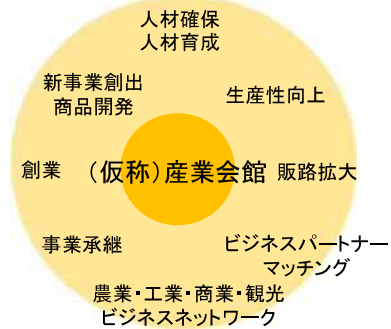 人材確保
人材育成
新事業創出
商品開発
生産性向上
創業
（仮称）産業会館
販路拡大
事業承継
ビジネスパートナー
マッチング
農業・工業・商業・観光
ビジネスネットワーク